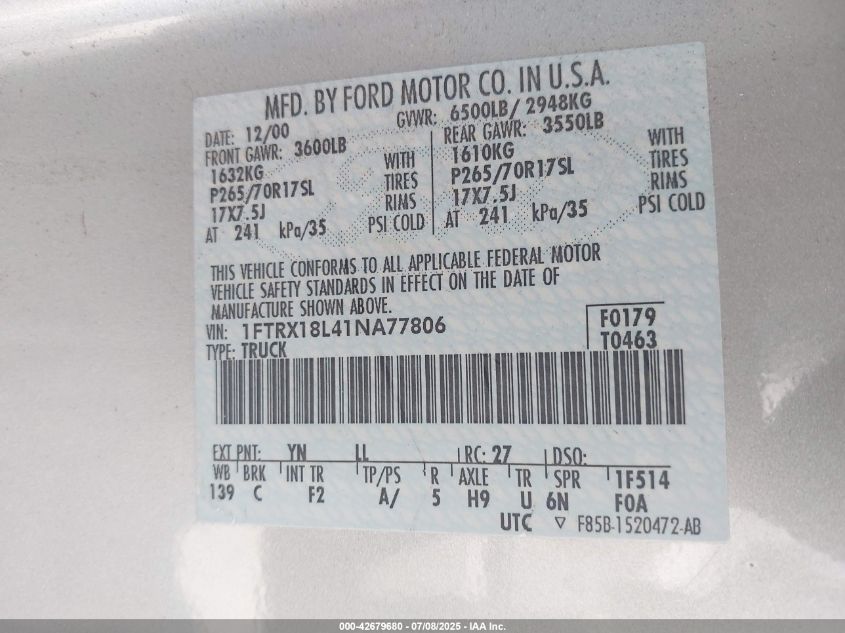 MFD. BY FORD MOTOR CO. IN U.S.A.
DATE: 12/00 GVWR: 6500LB/ 2948KG
FRONT GAWR: 3600LB REAR GAWR: 3550LB
1632KG WITH 1610KG WITH
P265/70R17SL TIRES P265/70R17SL TIRES
17X7.5J RIMS 17X7.5J RIMS
AT 241 kPa/35 PSI COLD AT 241 kPa/35 PSI COLD
THIS VEHICLE CONFORMS TO ALL APPLICABLE FEDERAL MOTOR
VEHICLE SAFETY STANDARDS IN EFFECT ON THE DATE OF
MANUFACTURE SHOWN ABOVE.
VIN: 1FTRX18L41NA77806 F0179
TYPE: TRUCK T0463
EXT PNT: YN LL RC: 27 DSO:
WB BRK INT TR TP/PS R AXLE TR SPR 1F514
139 C F2 A/ 5 H9 U 6N F0A
UTC ▽ F85B-1520472-AB
000-42679680 - 07/08/2025 - IAA Inc.